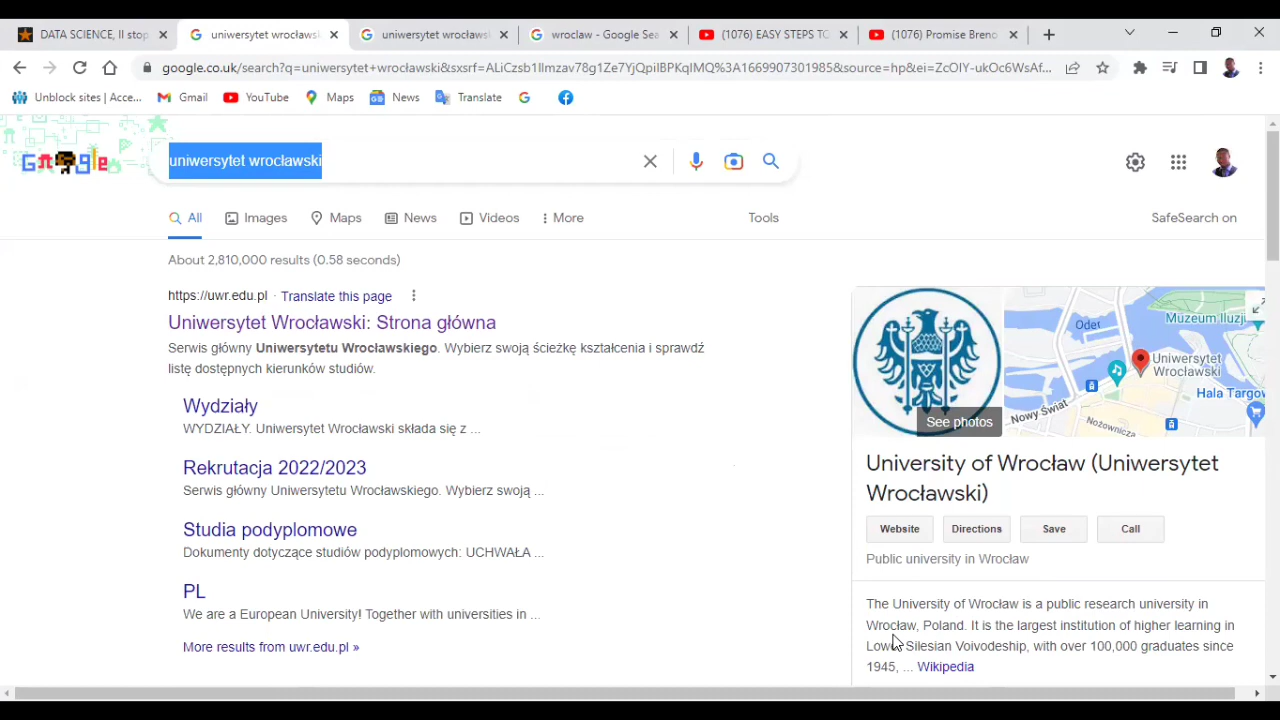 DATA SCIENCE, II stop
uniwersytet wrocławsk
uniwersytet wrocławsk
wroclaw - Google Sea
(1076) EASY STEPS TO
(1076) Promise Breno
google.co.uk/search?q=uniwersytet+wrocławski&sxsrf=ALiCzsb1Ilmzav78g1Ze7YjQpiIBPKqIMQ%3A1669907301985&source=hp&ei=ZcOIY-ukOc6WsAf...
Unblock sites | Acce...
Gmail
YouTube
Maps
News
Translate
uniwersytet wrocławski
All
Images
Maps
News
Videos
More
Tools
SafeSearch on
About 2,810,000 results (0.58 seconds)
https://uwr.edu.pl · Translate this page
Uniwersytet Wrocławski: Strona główna
Serwis główny Uniwersytetu Wrocławskiego. Wybierz swoją ścieżkę kształcenia i sprawdź
listę dostępnych kierunków studiów.
Wydziały
WYDZIAŁY. Uniwersytet Wrocławski składa się z ...
Rekrutacja 2022/2023
Serwis główny Uniwersytetu Wrocławskiego. Wybierz swoją ...
Studia podyplomowe
Dokumenty dotyczące studiów podyplomowych: UCHWAŁA ...
PL
We are a European University! Together with universities in ...
More results from uwr.edu.pl »
See photos
Muzeum Iluzji
Oder
Uniwersytet
Wrocławski
Hala Targow
Nowy Świat
Nożownicza
University of Wrocław (Uniwersytet
Wrocławski)
Website
Directions
Save
Call
Public university in Wrocław
The University of Wrocław is a public research university in
Wrocław, Poland. It is the largest institution of higher learning in
Lower Silesian Voivodeship, with over 100,000 graduates since
1945, ... Wikipedia